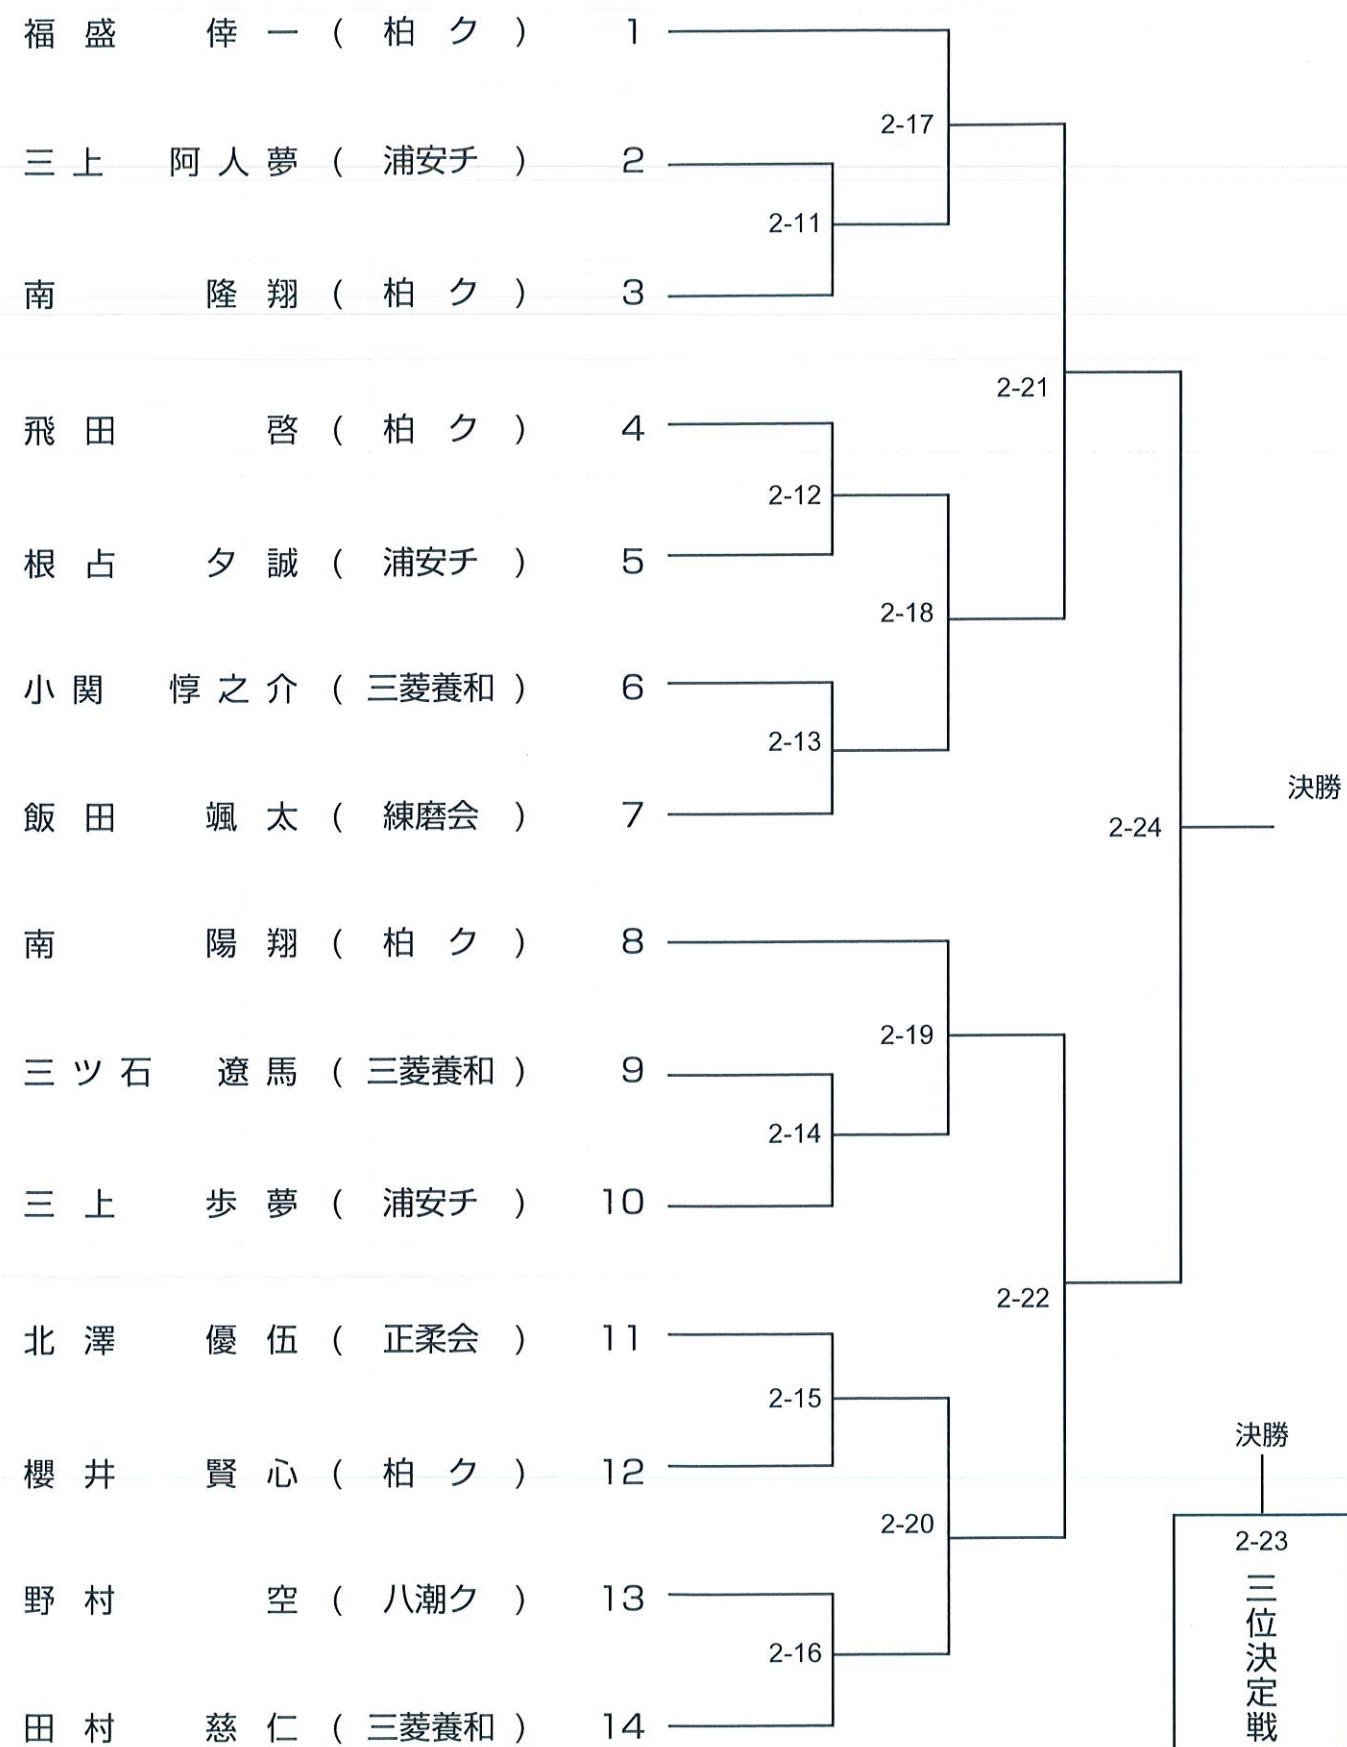 福盛 倖一 ( 柏ク ) 1
2-17
三上 阿人夢 ( 浦安チ ) 2
2-11
南 隆翔 ( 柏ク ) 3
2-21
飛田 啓 ( 柏ク ) 4
2-12
根占 夕誠 ( 浦安チ ) 5
2-18
小関 惇之介 ( 三菱養和 ) 6
2-13
決勝
飯田 颯太 ( 練磨会 ) 7
2-24
南 陽翔 ( 柏ク ) 8
2-19
三ツ石 遼馬 ( 三菱養和 ) 9
2-14
三上 歩夢 ( 浦安チ ) 10
2-22
北澤 優伍 ( 正柔会 ) 11
2-15
決勝
櫻井 賢心 ( 柏ク ) 12
2-20
2-23
三位決定戦
野村 空 ( 八潮ク ) 13
2-16
田村 慈仁 ( 三菱養和 ) 14